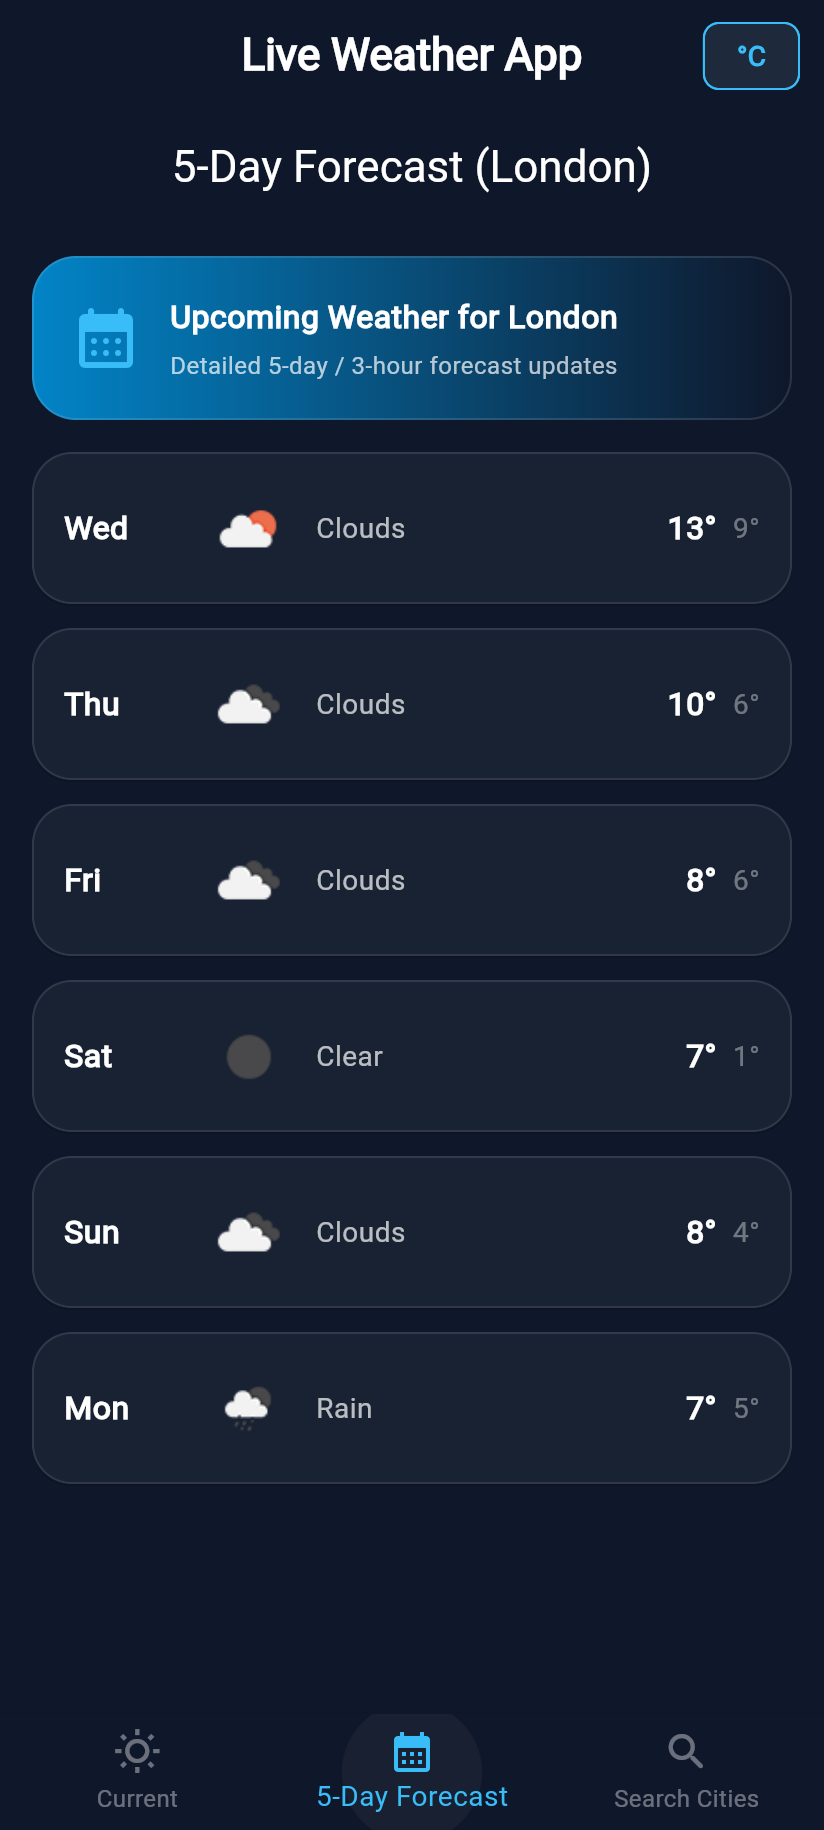 Live Weather App
°C
5-Day Forecast (London)
Upcoming Weather for London
Detailed 5-day / 3-hour forecast updates
Wed Clouds 13° 9°
Thu Clouds 10° 6°
Fri Clouds 8° 6°
Sat Clear 7° 1°
Sun Clouds 8° 4°
Mon Rain 7° 5°
Current 5-Day Forecast Search Cities